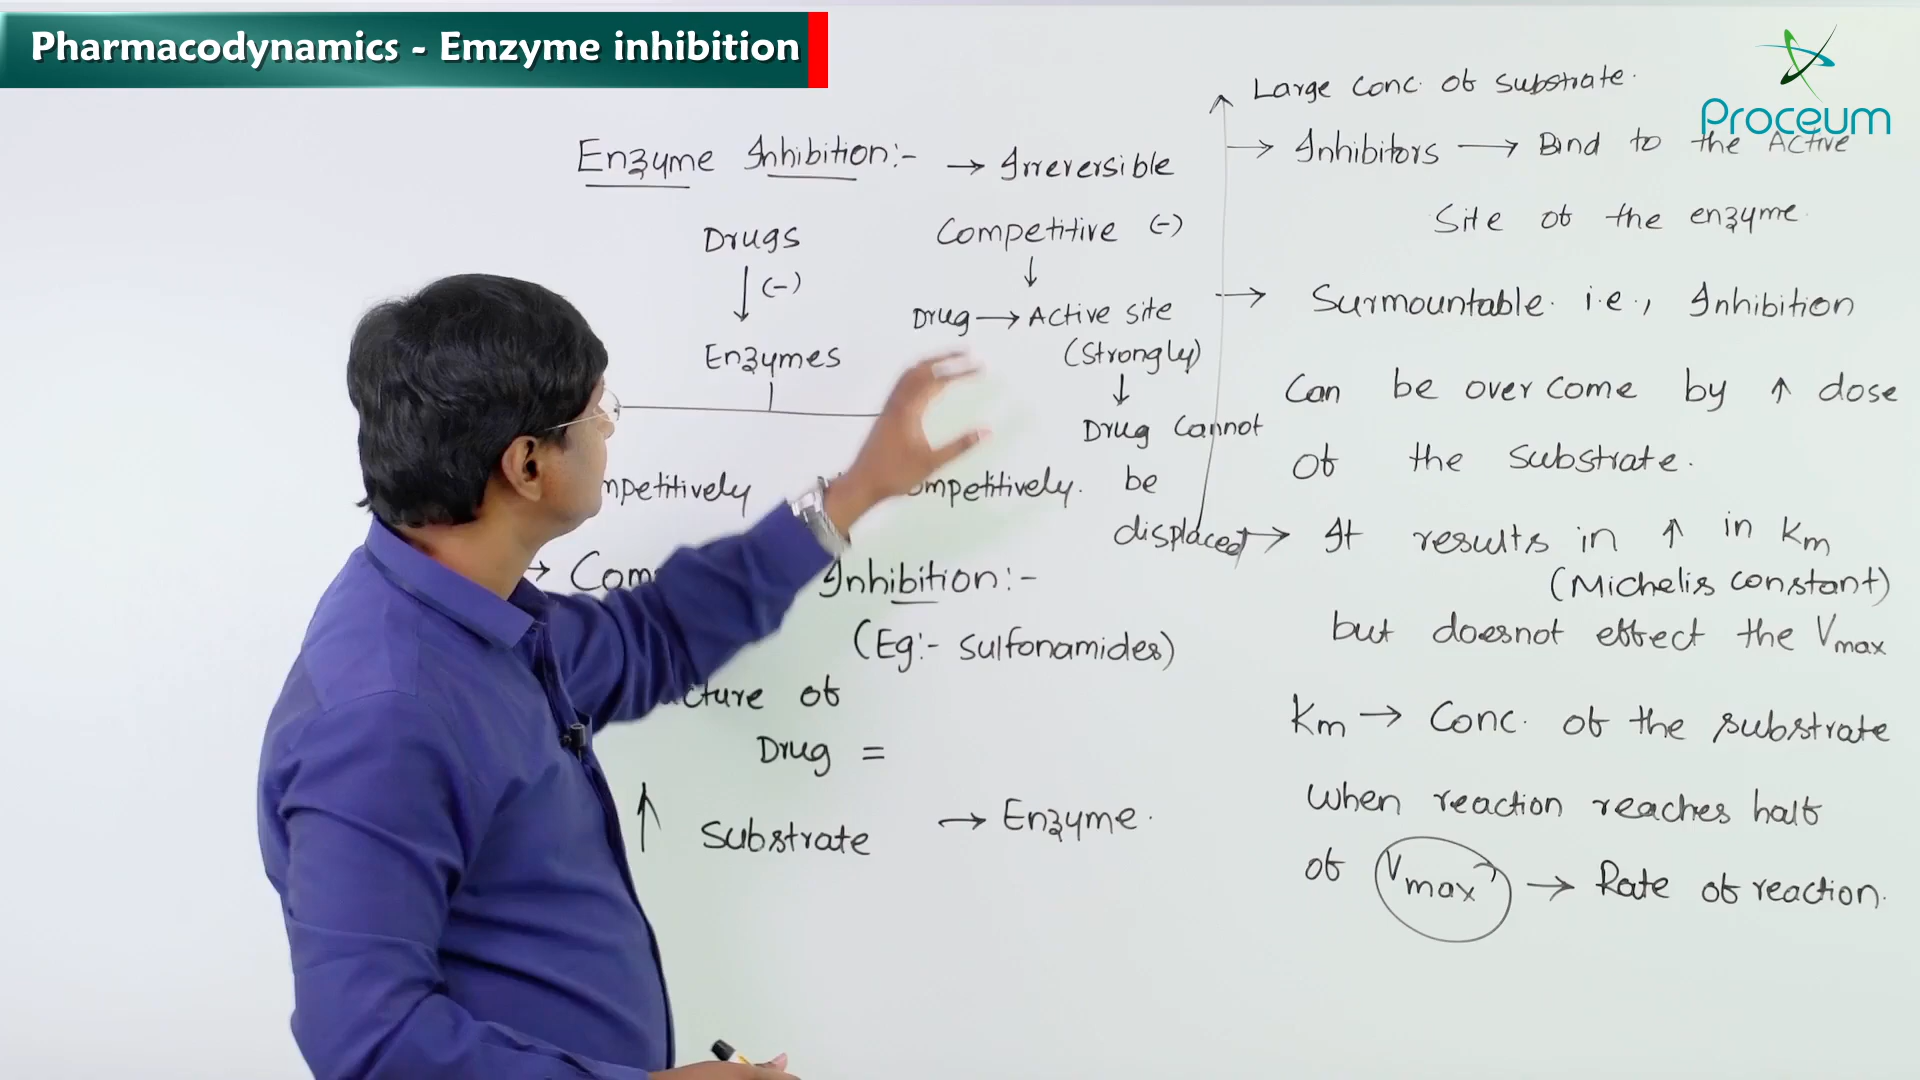 Pharmacodynamics - Emzyme inhibition
Proceum
Enzyme Inhibition:- → Irreversible
Drugs
↓ (-)
Enzymes
Competitive (-)
↓
Drug → Active site
(Strongly)
↓
Drug Cannot
be
displaced
Inhibition:-
(Eg:- Sulfonamides)
of
Drug =
↑ Substrate → Enzyme.
Large Conc. of Substrate.
→ Inhibitors → Bind to the Active
Site of the enzyme.
→ Surmountable. i.e., Inhibition
Can be over come by ↑ dose
of the substrate.
→ It results in ↑ in Km
(Michelis constant)
but doesnot effect the Vmax
Km → Conc. of the substrate
When reaction reaches half
of Vmax → Rate of reaction.